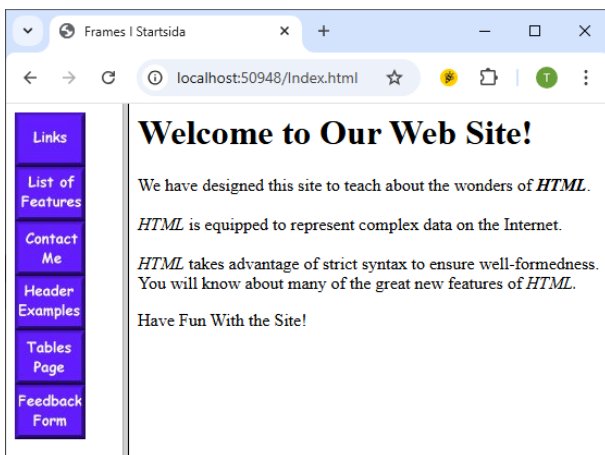 Frames I Startsida
localhost:50948/Index.html
T
Links
List of
Features
Contact
Me
Header
Examples
Tables
Page
Feedback
Form
Welcome to Our Web Site!
We have designed this site to teach about the wonders of HTML.
HTML is equipped to represent complex data on the Internet.
HTML takes advantage of strict syntax to ensure well-formedness.
You will know about many of the great new features of HTML.
Have Fun With the Site!